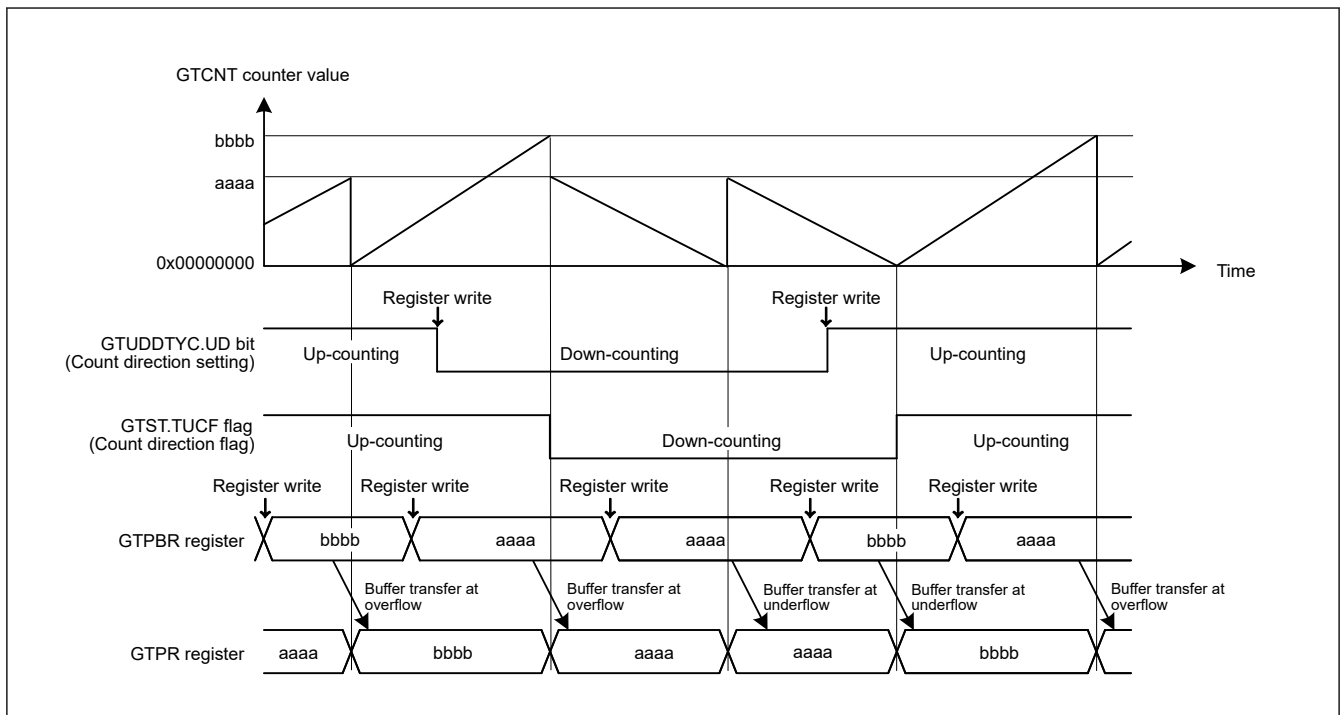 GTCNT counter value
bbbb
aaaa
0x00000000
Time
Register write
Register write
GTUDDTYC.UD bit
(Count direction setting)
Up-counting
Down-counting
Up-counting
GTST.TUCF flag
(Count direction flag)
Up-counting
Down-counting
Up-counting
Register write
Register write
Register write
Register write
Register write
GTPBR register
bbbb
aaaa
aaaa
bbbb
aaaa
Buffer transfer at
overflow
Buffer transfer at
overflow
Buffer transfer at
underflow
Buffer transfer at
underflow
Buffer transfer at
overflow
GTPR register
aaaa
bbbb
aaaa
aaaa
bbbb